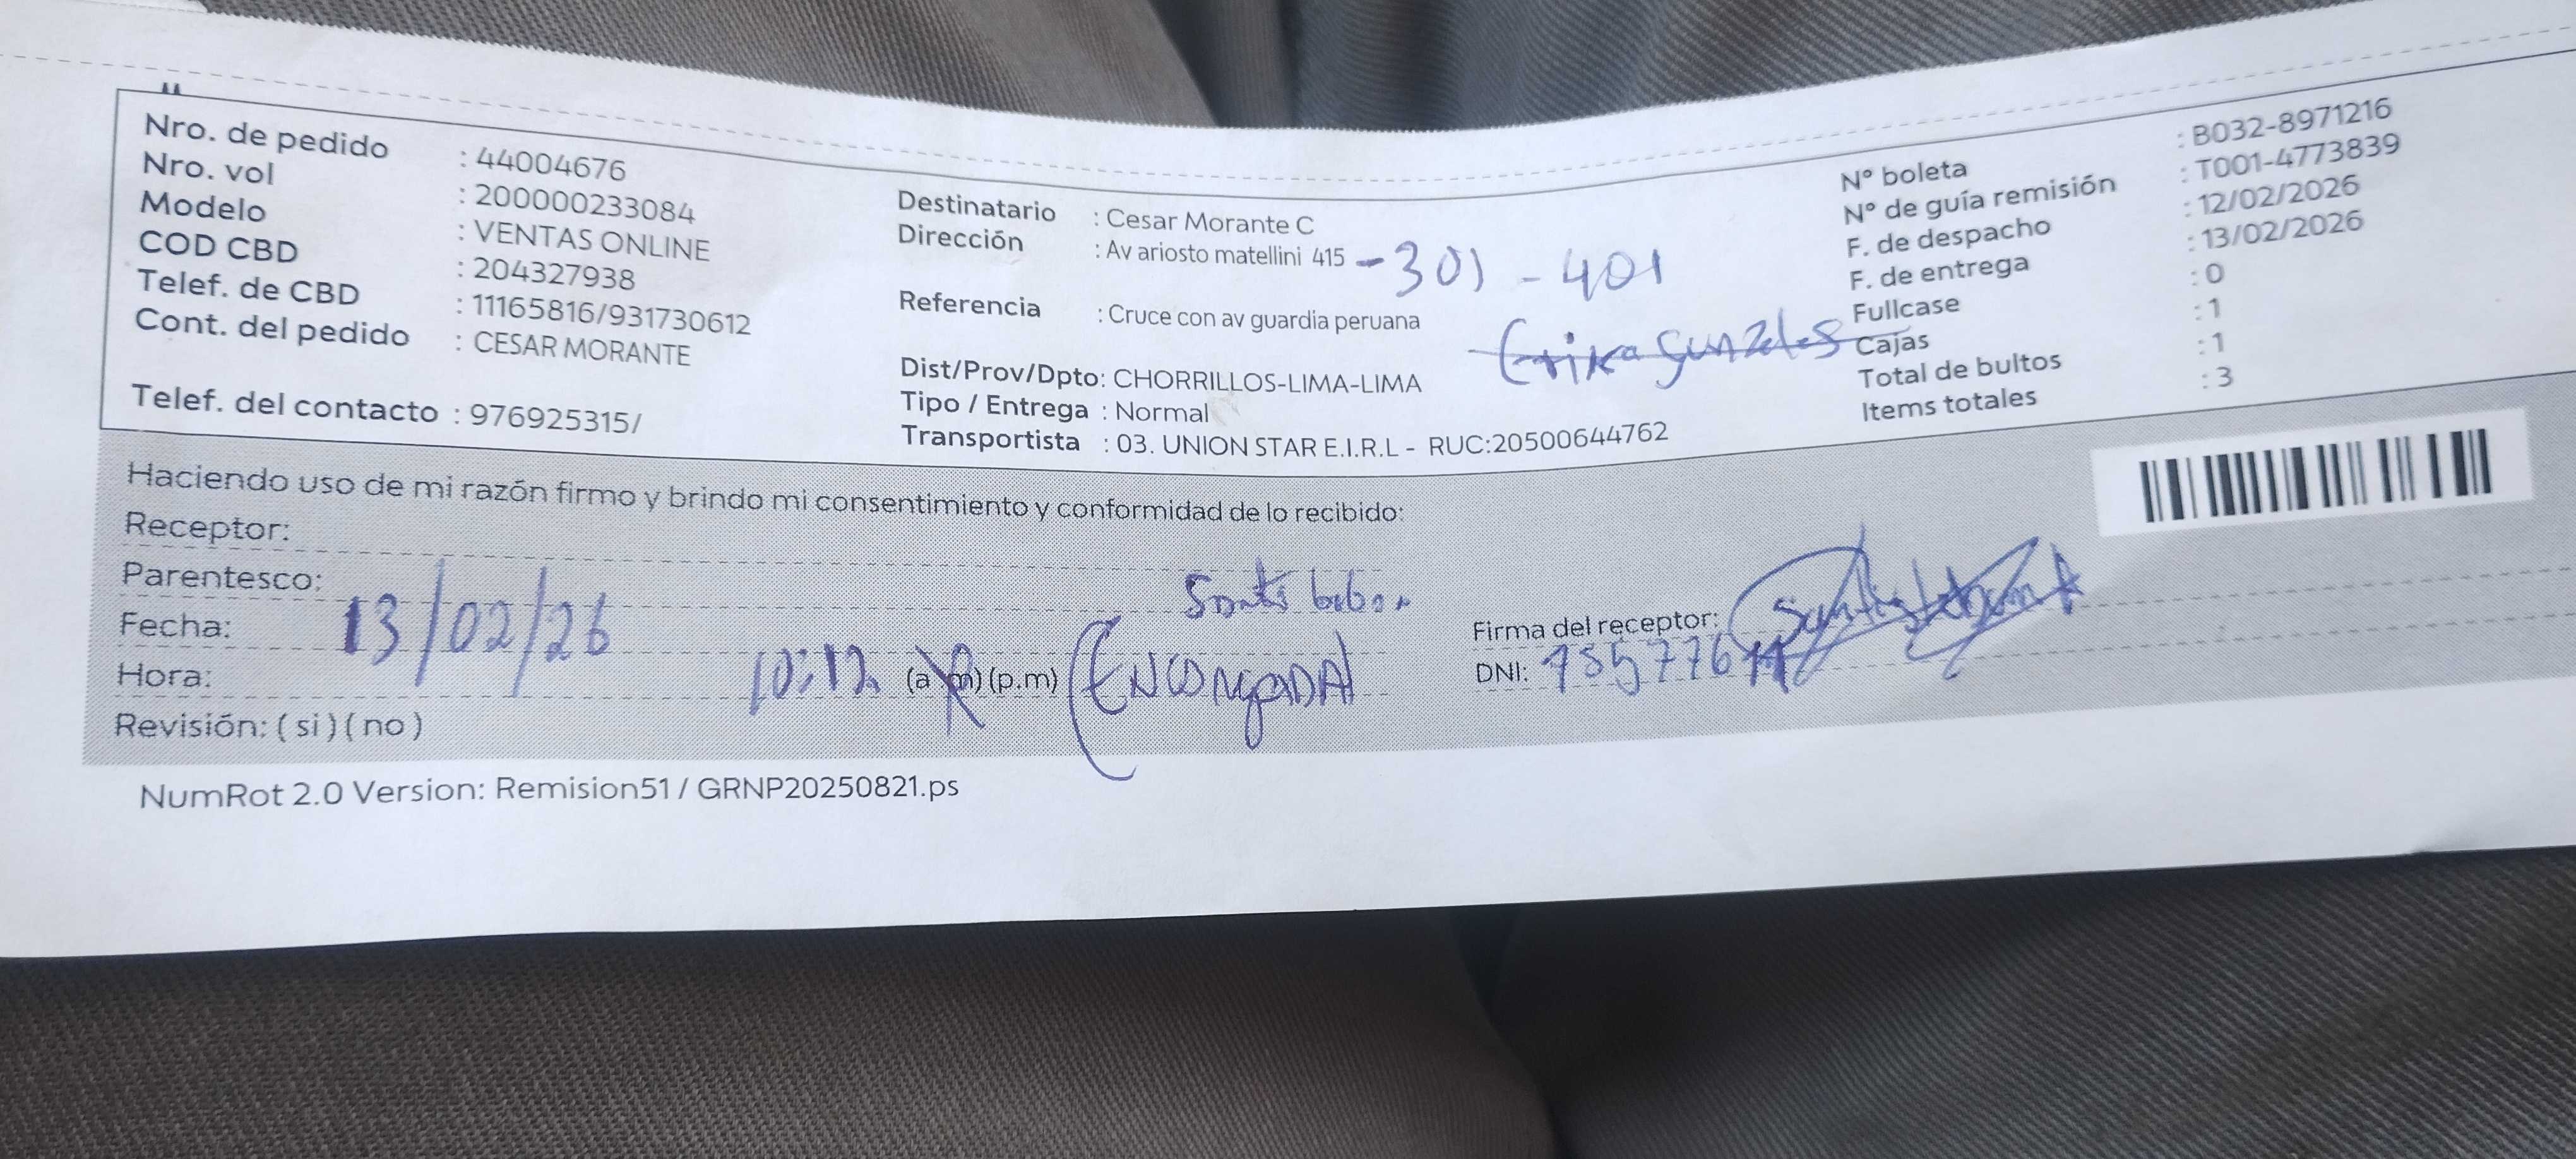 Nro. de pedido : 44004676
Nro. vol : 200000233084
Modelo : VENTAS ONLINE
COD CBD : 204327938
Telef. de CBD : 11165816/931730612
Cont. del pedido : CESAR MORANTE
Telef. del contacto : 976925315/
Destinatario : Cesar Morante C
Dirección : Av ariosto matellini 415 - 301 - 401
Referencia : Cruce con av guardia peruana
Erika Gunzales
Dist/Prov/Dpto: CHORRILLOS-LIMA-LIMA
Tipo / Entrega : Normal
Transportista : 03. UNION STAR E.I.R.L - RUC:20500644762
N° boleta : B032-8971216
N° de guía remisión : T001-4773839
F. de despacho : 12/02/2026
F. de entrega : 13/02/2026
Fullcase : 0
Cajas : 1
Total de bultos : 1
Items totales : 3
Haciendo uso de mi razón firmo y brindo mi consentimiento y conformidad de lo recibido:
Receptor:
Parentesco:
Fecha: 13/02/26
Hora: 10:12 (a.m) (p.m)
Revisión: ( si ) ( no )
Firma del receptor:
DNI:
NumRot 2.0 Version: Remision51 / GRNP20250821.ps